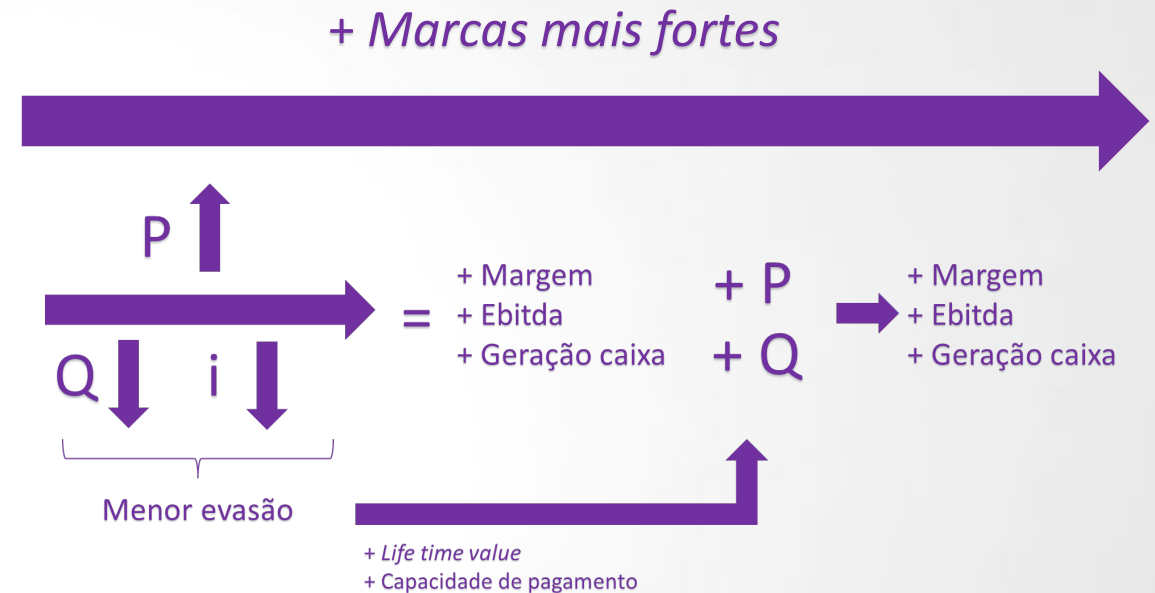 + Marcas mais fortes
P
Q
i
Menor evasão
=
+ Margem
+ Ebitda
+ Geração caixa
+ P
+ Q
+ Margem
+ Ebitda
+ Geração caixa
+ Life time value
+ Capacidade de pagamento